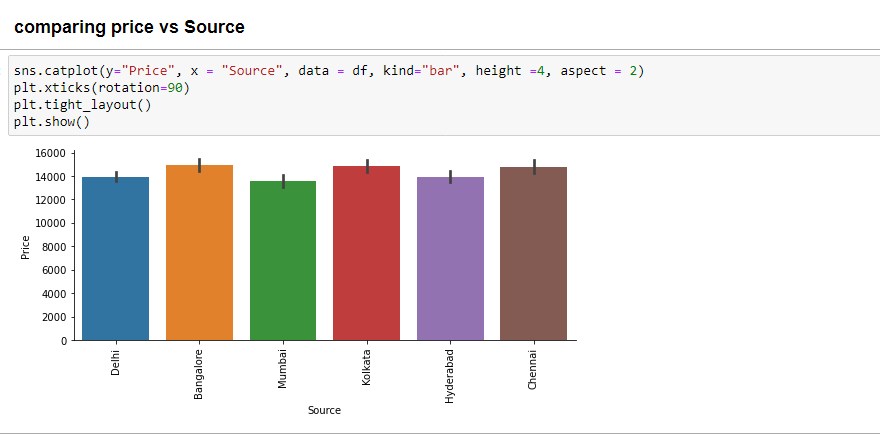 comparing price vs Source
sns.catplot(y="Price", x = "Source", data = df, kind="bar", height =4, aspect = 2)
plt.xticks(rotation=90)
plt.tight_layout()
plt.show()
16000
14000
12000
10000
8000
6000
4000
2000
0
Price
Delhi
Bangalore
Mumbai
Kolkata
Hyderabad
Chennai
Source